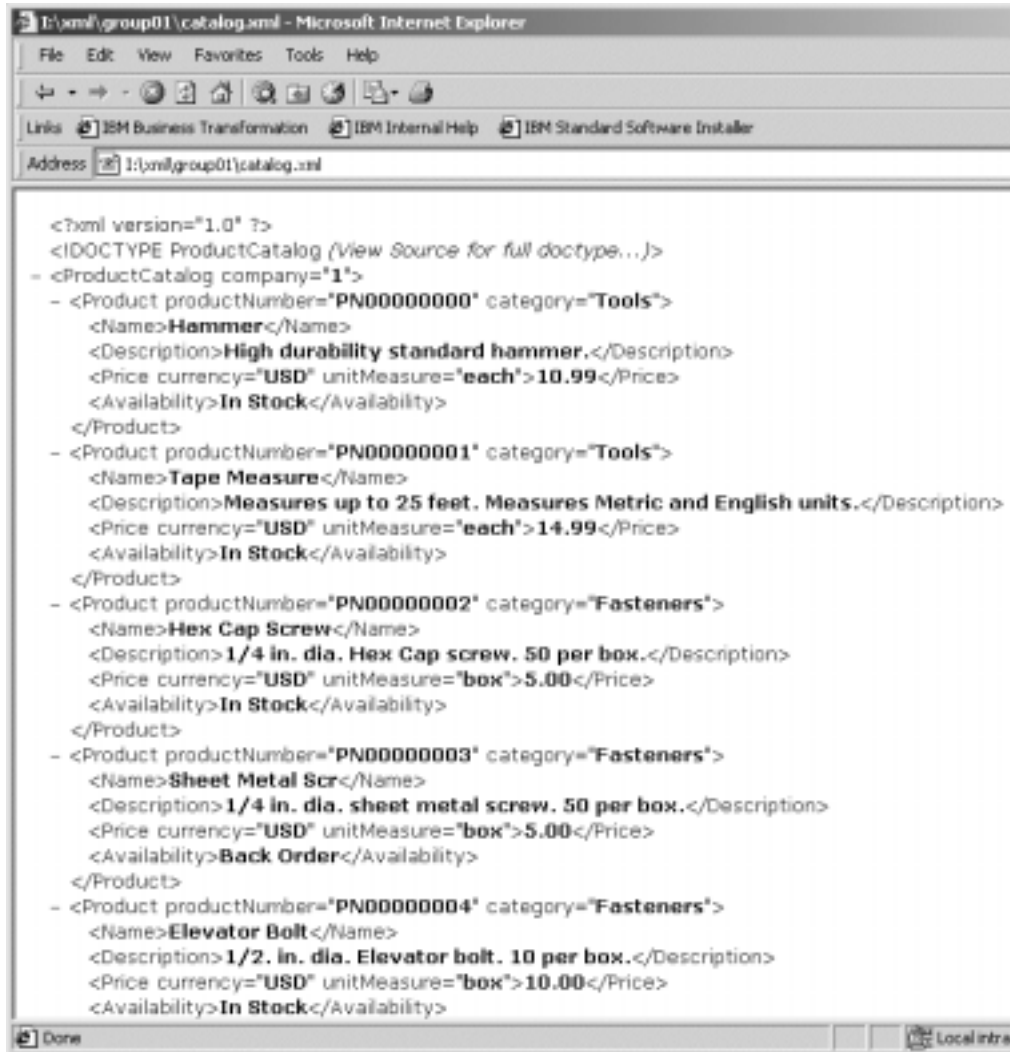 I:\xml\group01\catalog.xml - Microsoft Internet Explorer
File Edit View Favorites Tools Help
Links IBM Business Transformation IBM Internal Help IBM Standard Software Installer
Address I:\xml\group01\catalog.xml
<?xml version="1.0" ?>
<!DOCTYPE ProductCatalog (View Source for full doctype...)>
- <ProductCatalog company="1">
- <Product productNumber="PN00000000" category="Tools">
<Name>Hammer</Name>
<Description>High durability standard hammer.</Description>
<Price currency="USD" unitMeasure="each">10.99</Price>
<Availability>In Stock</Availability>
</Product>
- <Product productNumber="PN00000001" category="Tools">
<Name>Tape Measure</Name>
<Description>Measures up to 25 feet. Measures Metric and English units.</Description>
<Price currency="USD" unitMeasure="each">14.99</Price>
<Availability>In Stock</Availability>
</Product>
- <Product productNumber="PN00000002" category="Fasteners">
<Name>Hex Cap Screw</Name>
<Description>1/4 in. dia. Hex Cap screw. 50 per box.</Description>
<Price currency="USD" unitMeasure="box">5.00</Price>
<Availability>In Stock</Availability>
</Product>
- <Product productNumber="PN00000003" category="Fasteners">
<Name>Sheet Metal Scr</Name>
<Description>1/4 in. dia. sheet metal screw. 50 per box.</Description>
<Price currency="USD" unitMeasure="box">5.00</Price>
<Availability>Back Order</Availability>
</Product>
- <Product productNumber="PN00000004" category="Fasteners">
<Name>Elevator Bolt</Name>
<Description>1/2. in. dia. Elevator bolt. 10 per box.</Description>
<Price currency="USD" unitMeasure="box">10.00</Price>
<Availability>In Stock</Availability>
Done Local intra